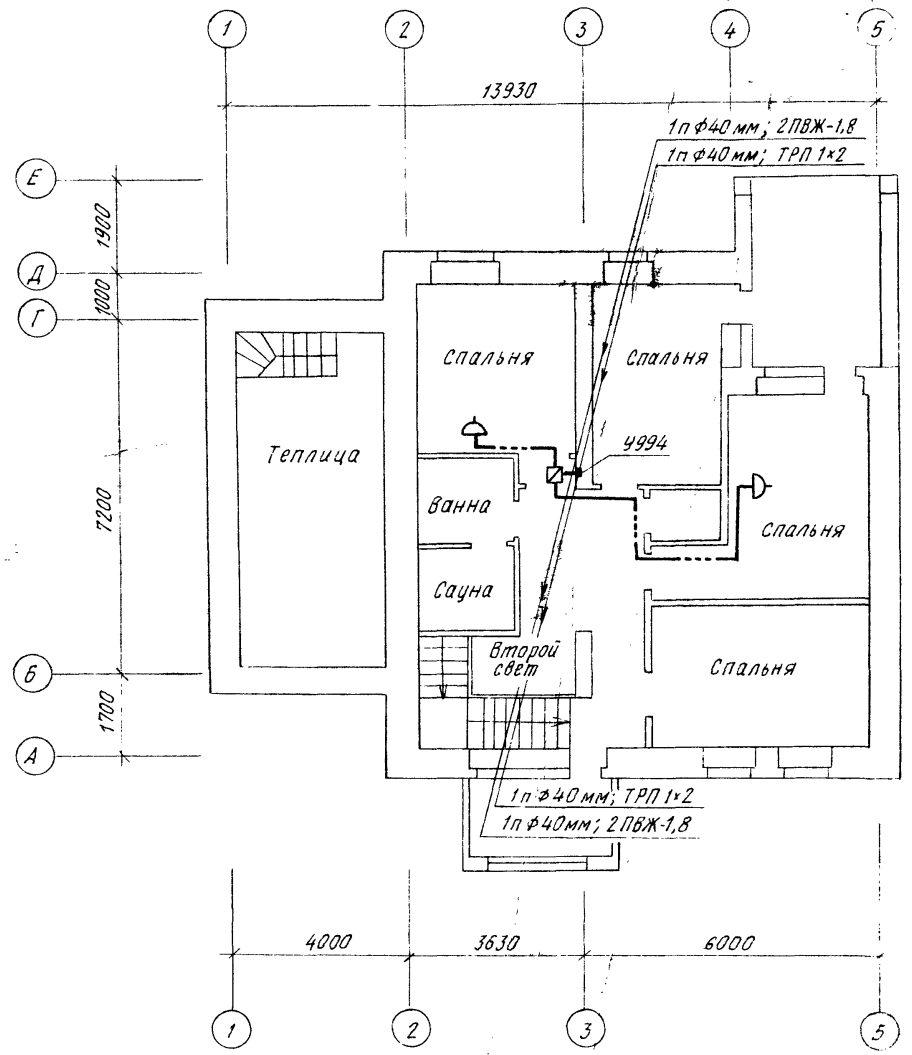 1
2
3
4
5
13930
1п ф40 мм; 2ПВЖ-1,8
1п ф40 мм; ТРП 1×2
Е
1900
Д
1000
Г
Спальня
Спальня
Теплица
У994
7200
Ванна
Спальня
Сауна
Второй
свет
Б
Спальня
1700
А
1п ф40 мм; ТРП 1×2
1п ф40 мм; 2ПВЖ-1,8
4000
3630
6000
1
2
3
5